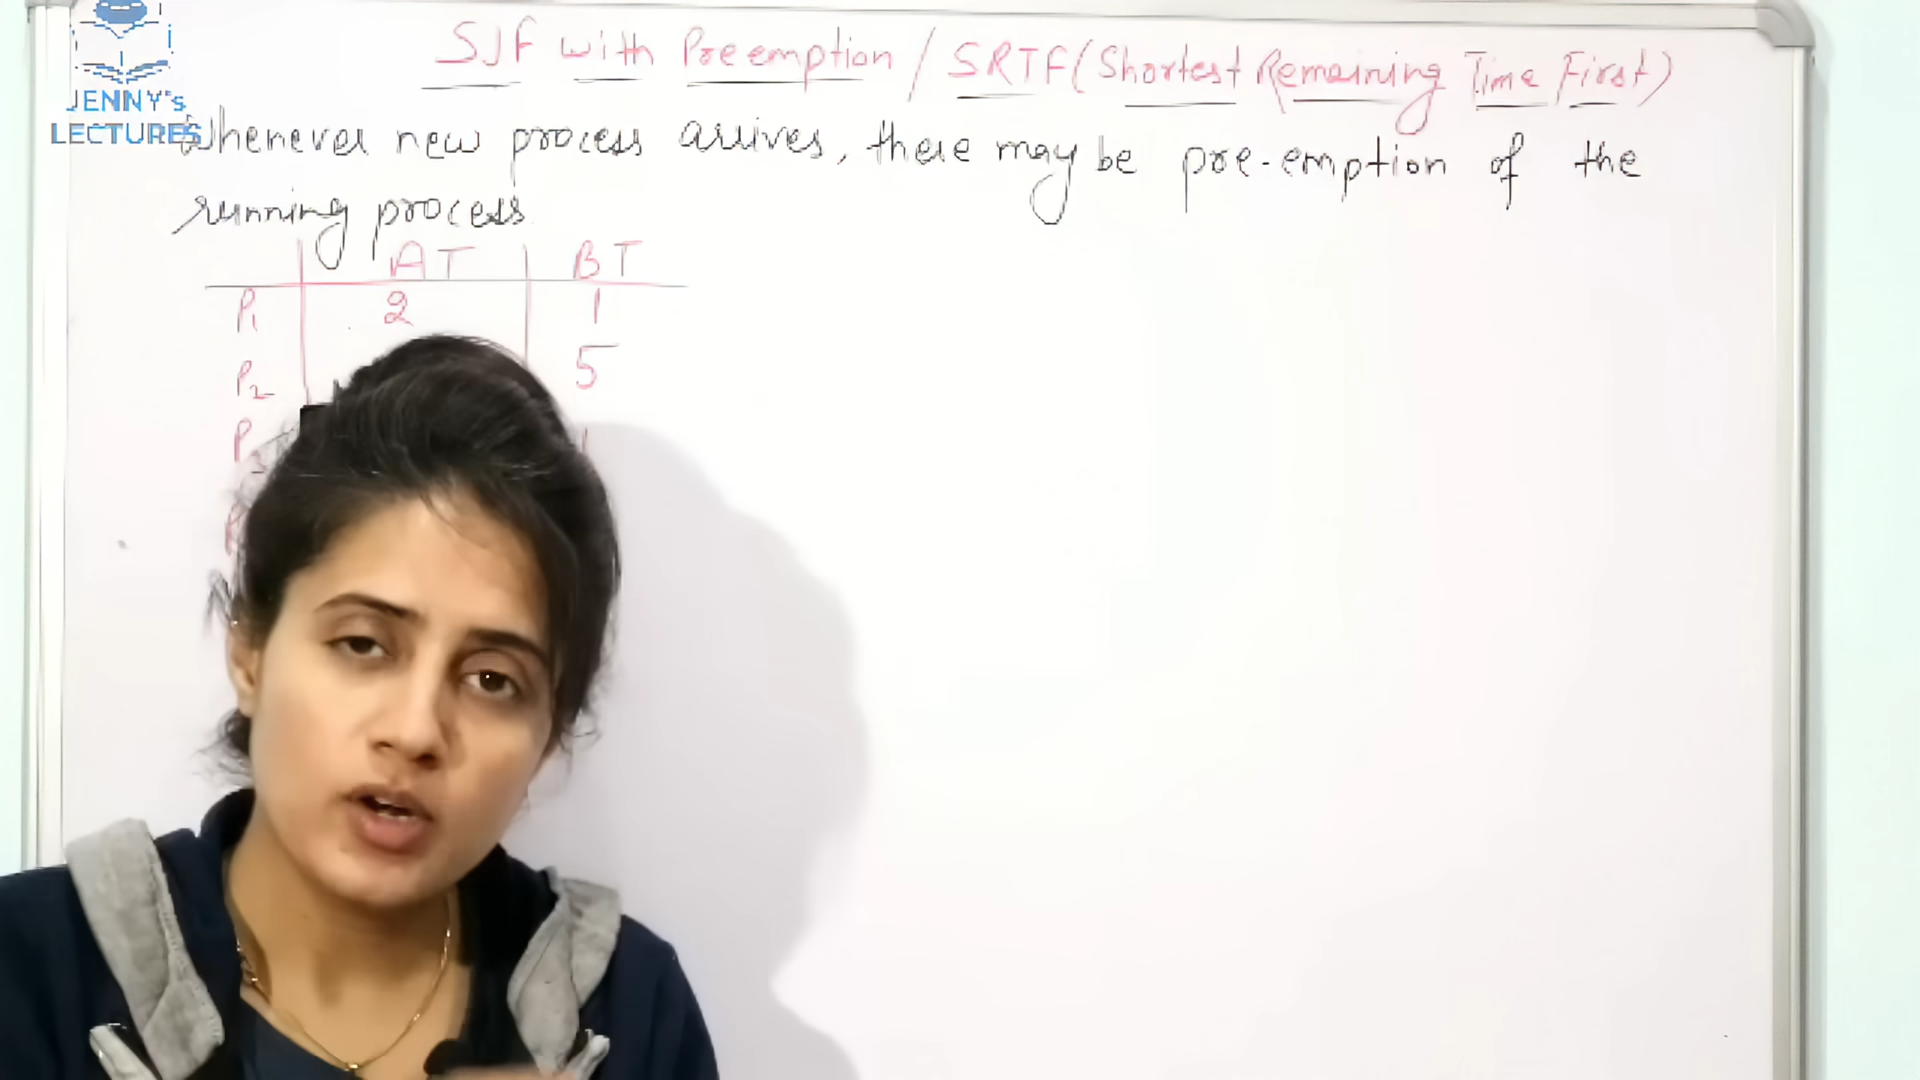 SJF with Preemption / SRTF (Shortest Remaining Time First)
JENNY's
LECTURES
Whenever new process arrives, there may be pre-emption of the
running process
AT BT
P1 2 1
P2 5
P3